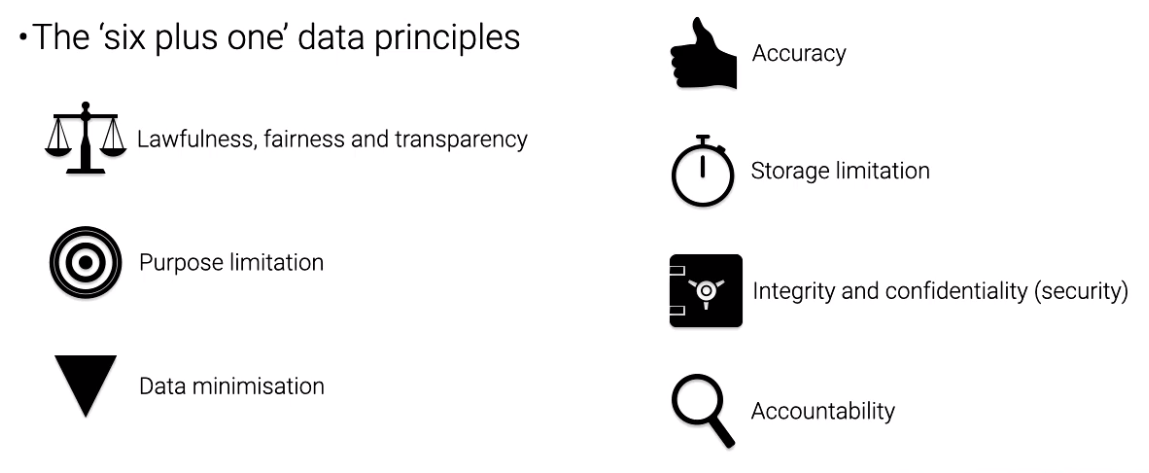 •The ‘six plus one’ data principles
Lawfulness, fairness and transparency
Purpose limitation
Data minimisation
Accuracy
Storage limitation
Integrity and confidentiality (security)
Accountability